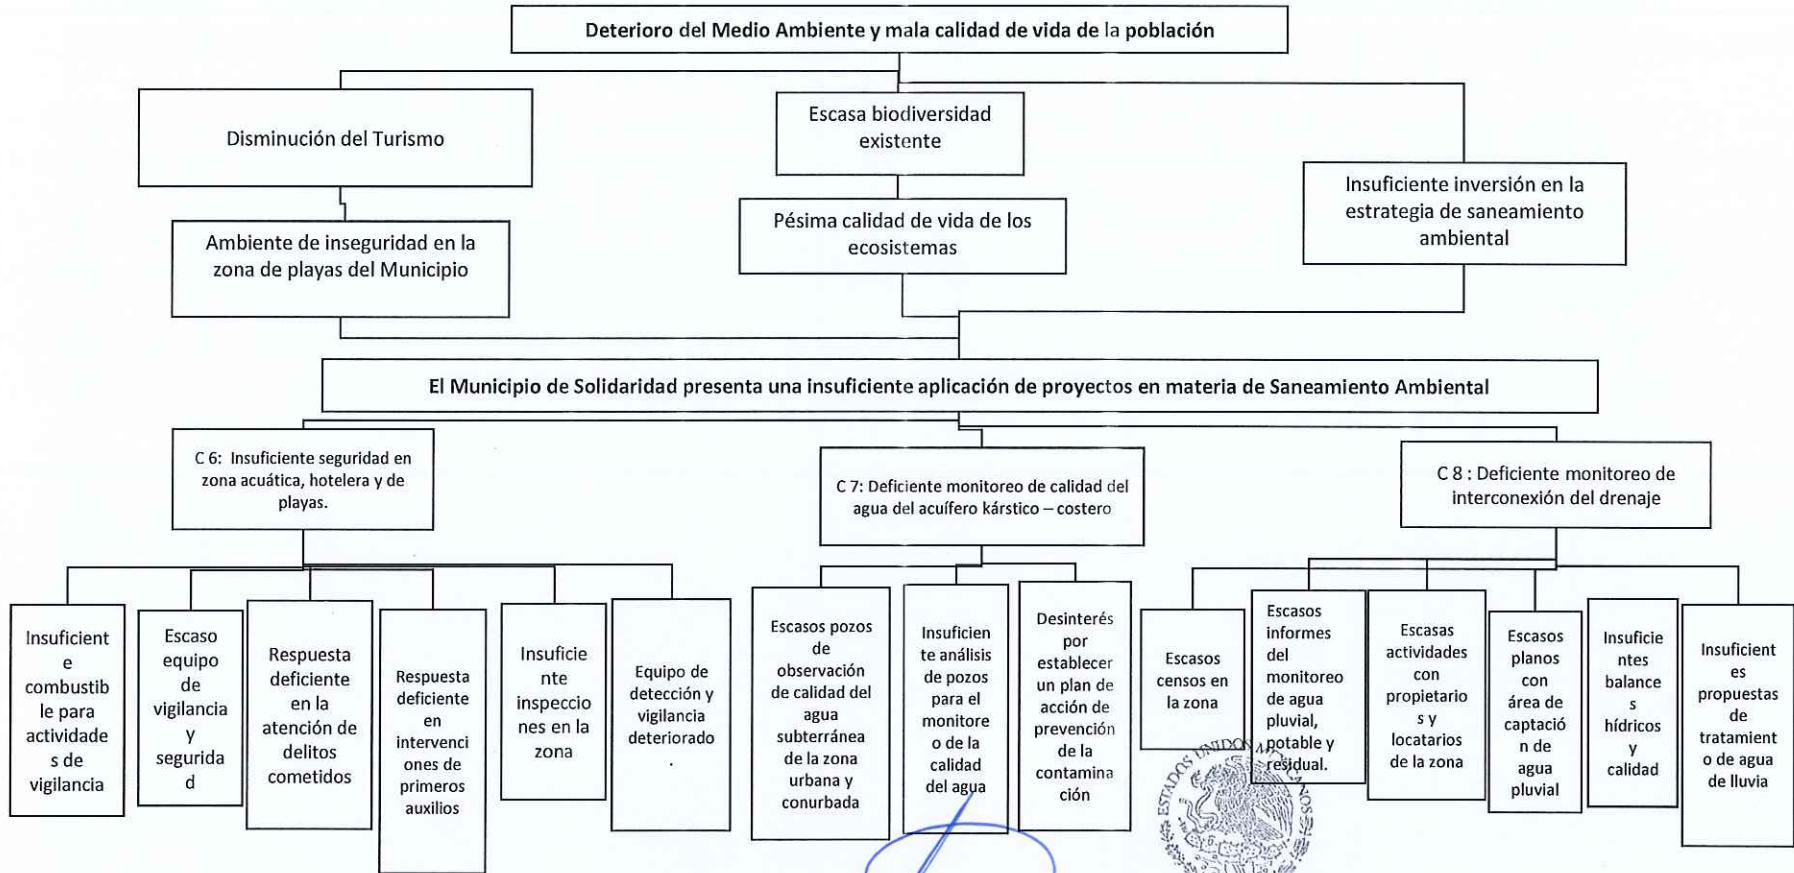 Deterioro del Medio Ambiente y mala calidad de vida de la población
Disminución del Turismo
Escasa biodiversidad
existente
Insuficiente inversión en la
estrategia de saneamiento
ambiental
Ambiente de inseguridad en la
zona de playas del Municipio
Pésima calidad de vida de los
ecosistemas
El Municipio de Solidaridad presenta una insuficiente aplicación de proyectos en materia de Saneamiento Ambiental
C 6: Insuficiente seguridad en
zona acuática, hotelera y de
playas.
C 7: Deficiente monitoreo de calidad del
agua del acuífero kárstico – costero
C 8 : Deficiente monitoreo de
interconexión del drenaje
Insuficient
e
combustib
le para
actividade
s de
vigilancia
Escaso
equipo
de
vigilancia
y
segurida
d
Respuesta
deficiente
en la
atención de
delitos
cometidos
Respuesta
deficiente
en
intervenci
ones de
primeros
auxilios
Insuficie
nte
inspeccio
nes en la
zona
Equipo de
detección y
vigilancia
deteriorado
.
Escasos pozos
de
observación
de calidad del
agua
subterránea
de la zona
urbana y
conurbada
Insuficien
te análisis
de pozos
para el
monitore
o de la
calidad
del agua
Desinterés
por
establecer
un plan de
acción de
prevención
de la
contamina
ción
Escasos
censos en
la zona
Escasos
informes
del
monitoreo
de agua
pluvial,
potable y
residual.
Escasas
actividades
con
propietario
s y
locatarios
de la zona
Escasos
planos
con
área de
captació
n de
agua
pluvial
Insuficie
ntes
balance
s
hídricos
y
calidad
Insuficient
es
propuestas
de
tratamient
o de agua
de lluvia
ESTADOS UNIDOS MEXICANOS